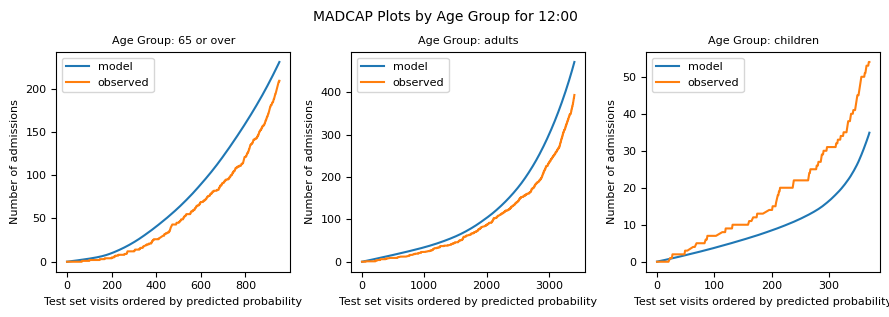 MADCAP Plots by Age Group for 12:00
Age Group: 65 or over
model
observed
200
150
100
50
0
Number of admissions
0 200 400 600 800
Test set visits ordered by predicted probability
Age Group: adults
model
observed
400
300
200
100
0
Number of admissions
0 1000 2000 3000
Test set visits ordered by predicted probability
Age Group: children
model
observed
50
40
30
20
10
0
Number of admissions
0 100 200 300
Test set visits ordered by predicted probability